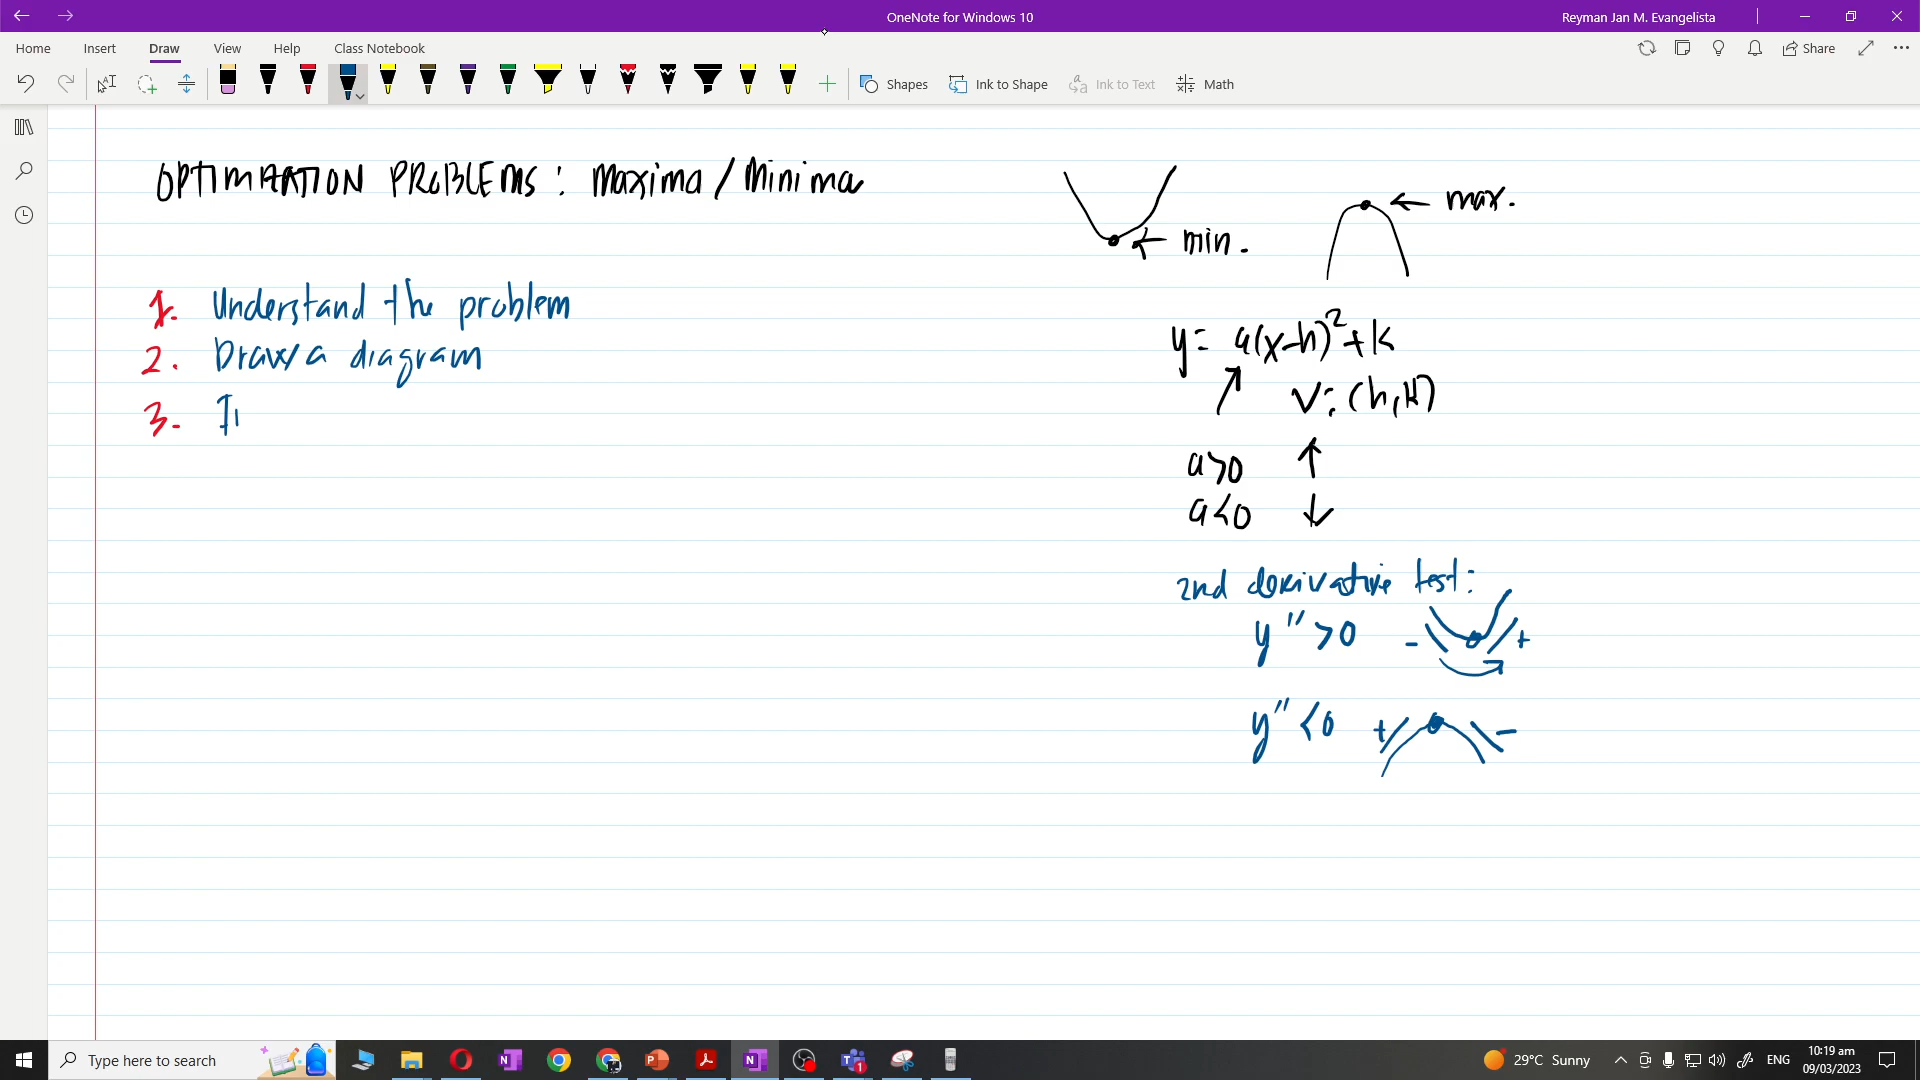 OneNote for Windows 10
Reyman Jan M. Evangelista
Home Insert Draw View Help Class Notebook
Share
Shapes Ink to Shape Ink to Text Math
OPTIMIZATION PROBLEMS : Maxima / Minima
min.
max.
1. Understand the problem
2. Draw a diagram
3.
y = a(x-h)²+k
V: (h,k)
a>0 ↑
a<0 ↓
2nd derivative test:
y" >0 - +
y" <0 + -
Type here to search
1
29°C Sunny
ENG
10:19 am
09/03/2023